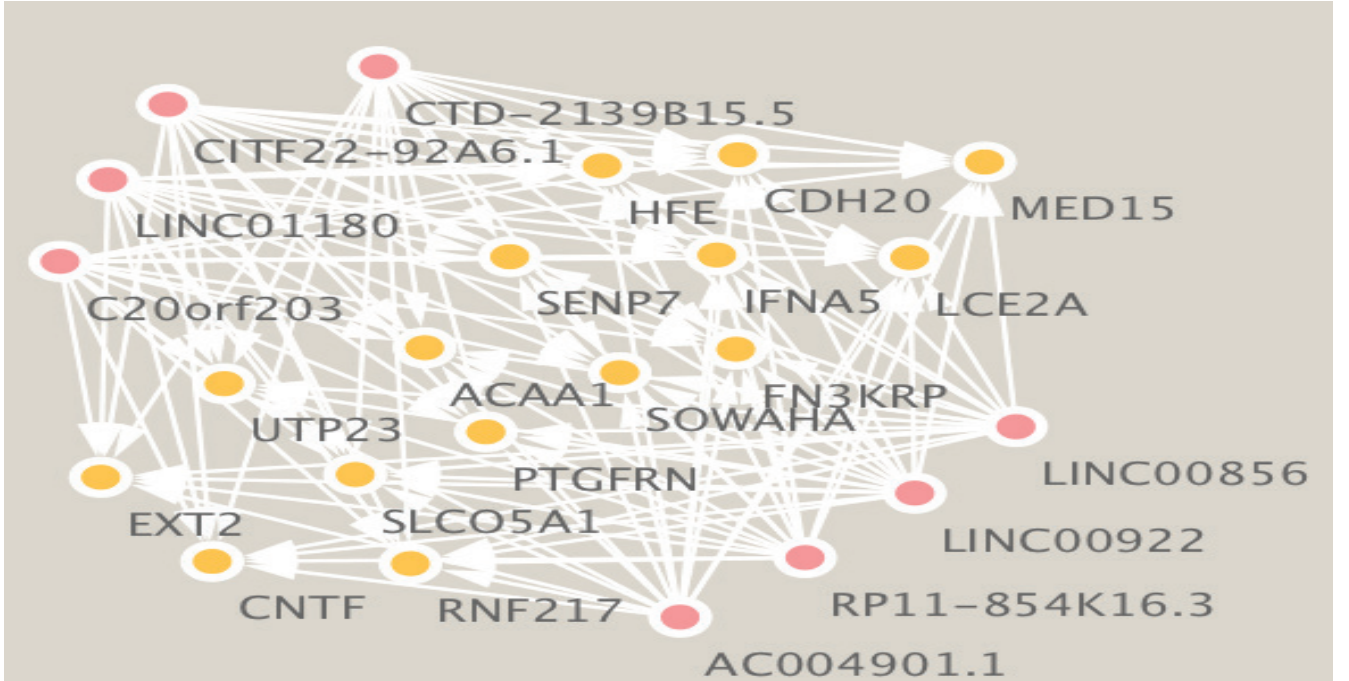 CTD-2139B15.5
CITF22-92A6.1
CDH20
MED15
HFE
LINC01180
SENP7
IFNA5
LCE2A
C20orf203
ACAA1
FN3KRP
SOWAHA
UTP23
PTGFRN
LINC00856
EXT2
SLCO5A1
LINC00922
CNTF
RNF217
RP11-854K16.3
AC004901.1